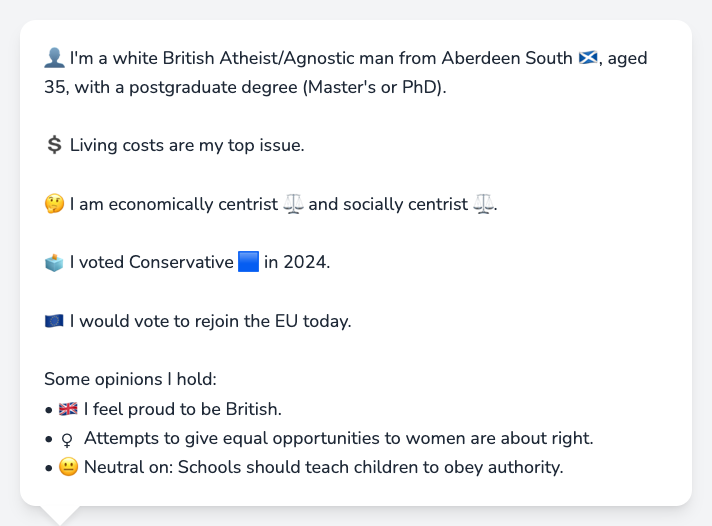 👤 I'm a white British Atheist/Agnostic man from Aberdeen South 🏴󠁧󠁢󠁳󠁣󠁴󠁿, aged
35, with a postgraduate degree (Master's or PhD).
💲 Living costs are my top issue.
🤔 I am economically centrist ⚖️ and socially centrist ⚖️.
🗳️ I voted Conservative 🟦 in 2024.
🇪🇺 I would vote to rejoin the EU today.
Some opinions I hold:
• 🇬🇧 I feel proud to be British.
• ♀ Attempts to give equal opportunities to women are about right.
• 😐 Neutral on: Schools should teach children to obey authority.